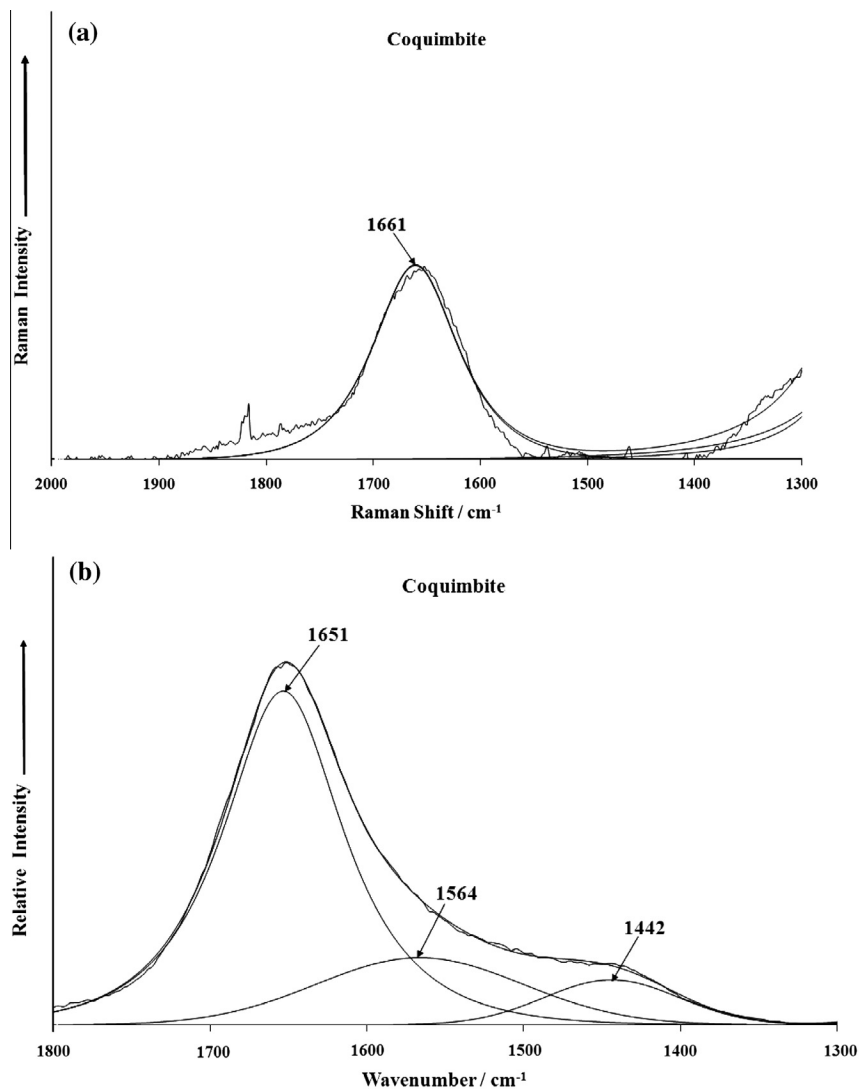 (a)
Coquimbite
Raman Intensity
1661
2000 1900 1800 1700 1600 1500 1400 1300
Raman Shift / cm-1
(b)
Coquimbite
Relative Intensity
1651
1564
1442
1800 1700 1600 1500 1400 1300
Wavenumber / cm-1